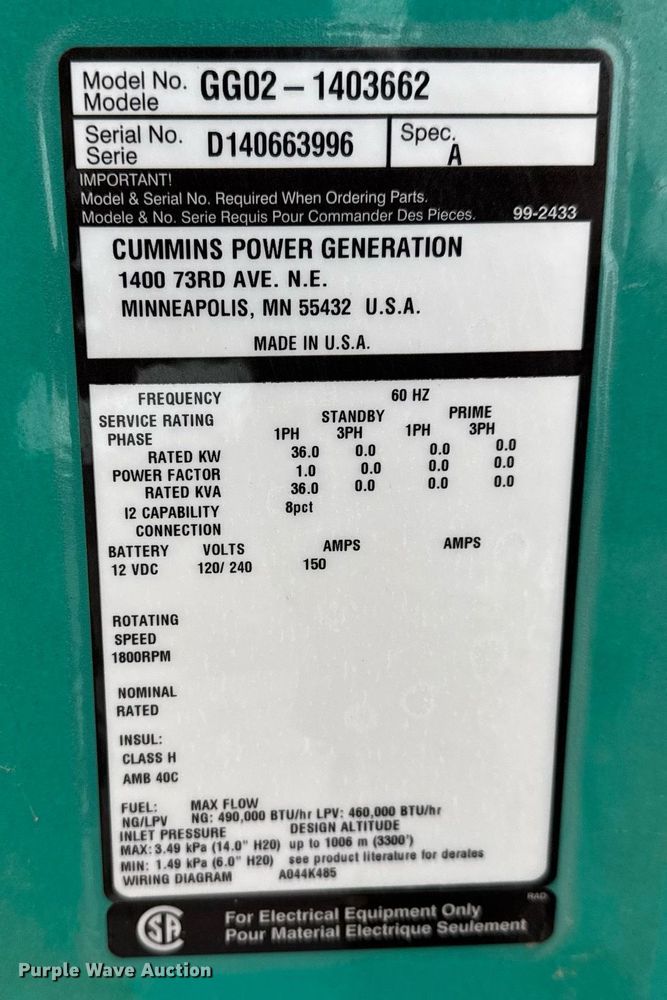 Model No. GG02 – 1403662
Modele
Serial No. D140663996 Spec.
Serie A
IMPORTANT!
Model & Serial No. Required When Ordering Parts.
Modele & No. Serie Requis Pour Commander Des Pieces. 99-2433
CUMMINS POWER GENERATION
1400 73RD AVE. N.E.
MINNEAPOLIS, MN 55432 U.S.A.
MADE IN U.S.A.
FREQUENCY 60 HZ
SERVICE RATING STANDBY PRIME
PHASE 1PH 3PH 1PH 3PH
RATED KW 36.0 0.0 0.0 0.0
POWER FACTOR 1.0 0.0 0.0 0.0
RATED KVA 36.0 0.0 0.0 0.0
I2 CAPABILITY 8pct
CONNECTION
BATTERY VOLTS AMPS AMPS
12 VDC 120/ 240 150
ROTATING
SPEED
1800RPM
NOMINAL
RATED
INSUL:
CLASS H
AMB 40C
FUEL: MAX FLOW
NG/LPV NG: 490,000 BTU/hr LPV: 460,000 BTU/hr
INLET PRESSURE DESIGN ALTITUDE
MAX: 3.49 kPa (14.0" H20) up to 1006 m (3300')
MIN: 1.49 kPa (6.0" H20) see product literature for derates
WIRING DIAGRAM A044K485
RAD
SA For Electrical Equipment Only
Pour Material Electrique Seulement
Purple Wave Auction